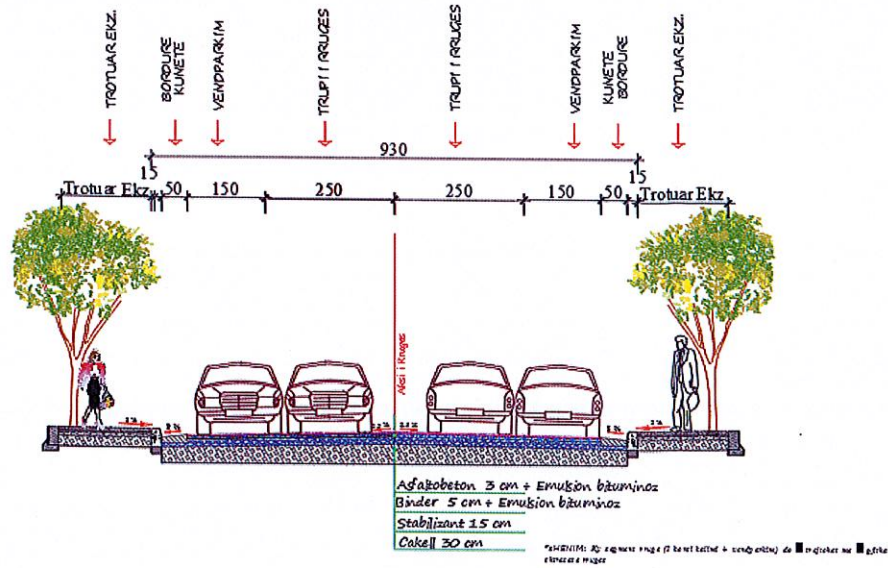 TROTUAR EKZ.
BORDURE
KUNETE
VENDPARKIM
TRUPI I RRUGES
TRUPI I RRUGES
VENDPARKIM
KUNETE
BORDURE
TROTUAR EKZ.
930
15
15
Trotuar Ekz
50
150
250
250
150
50
Trotuar Ekz
Aksi i Rruges
Asfaltobeton 3 cm + Emulsion bituminoz
Binder 5 cm + Emulsion bituminoz
Stabilizant 15 cm
Cakell 30 cm